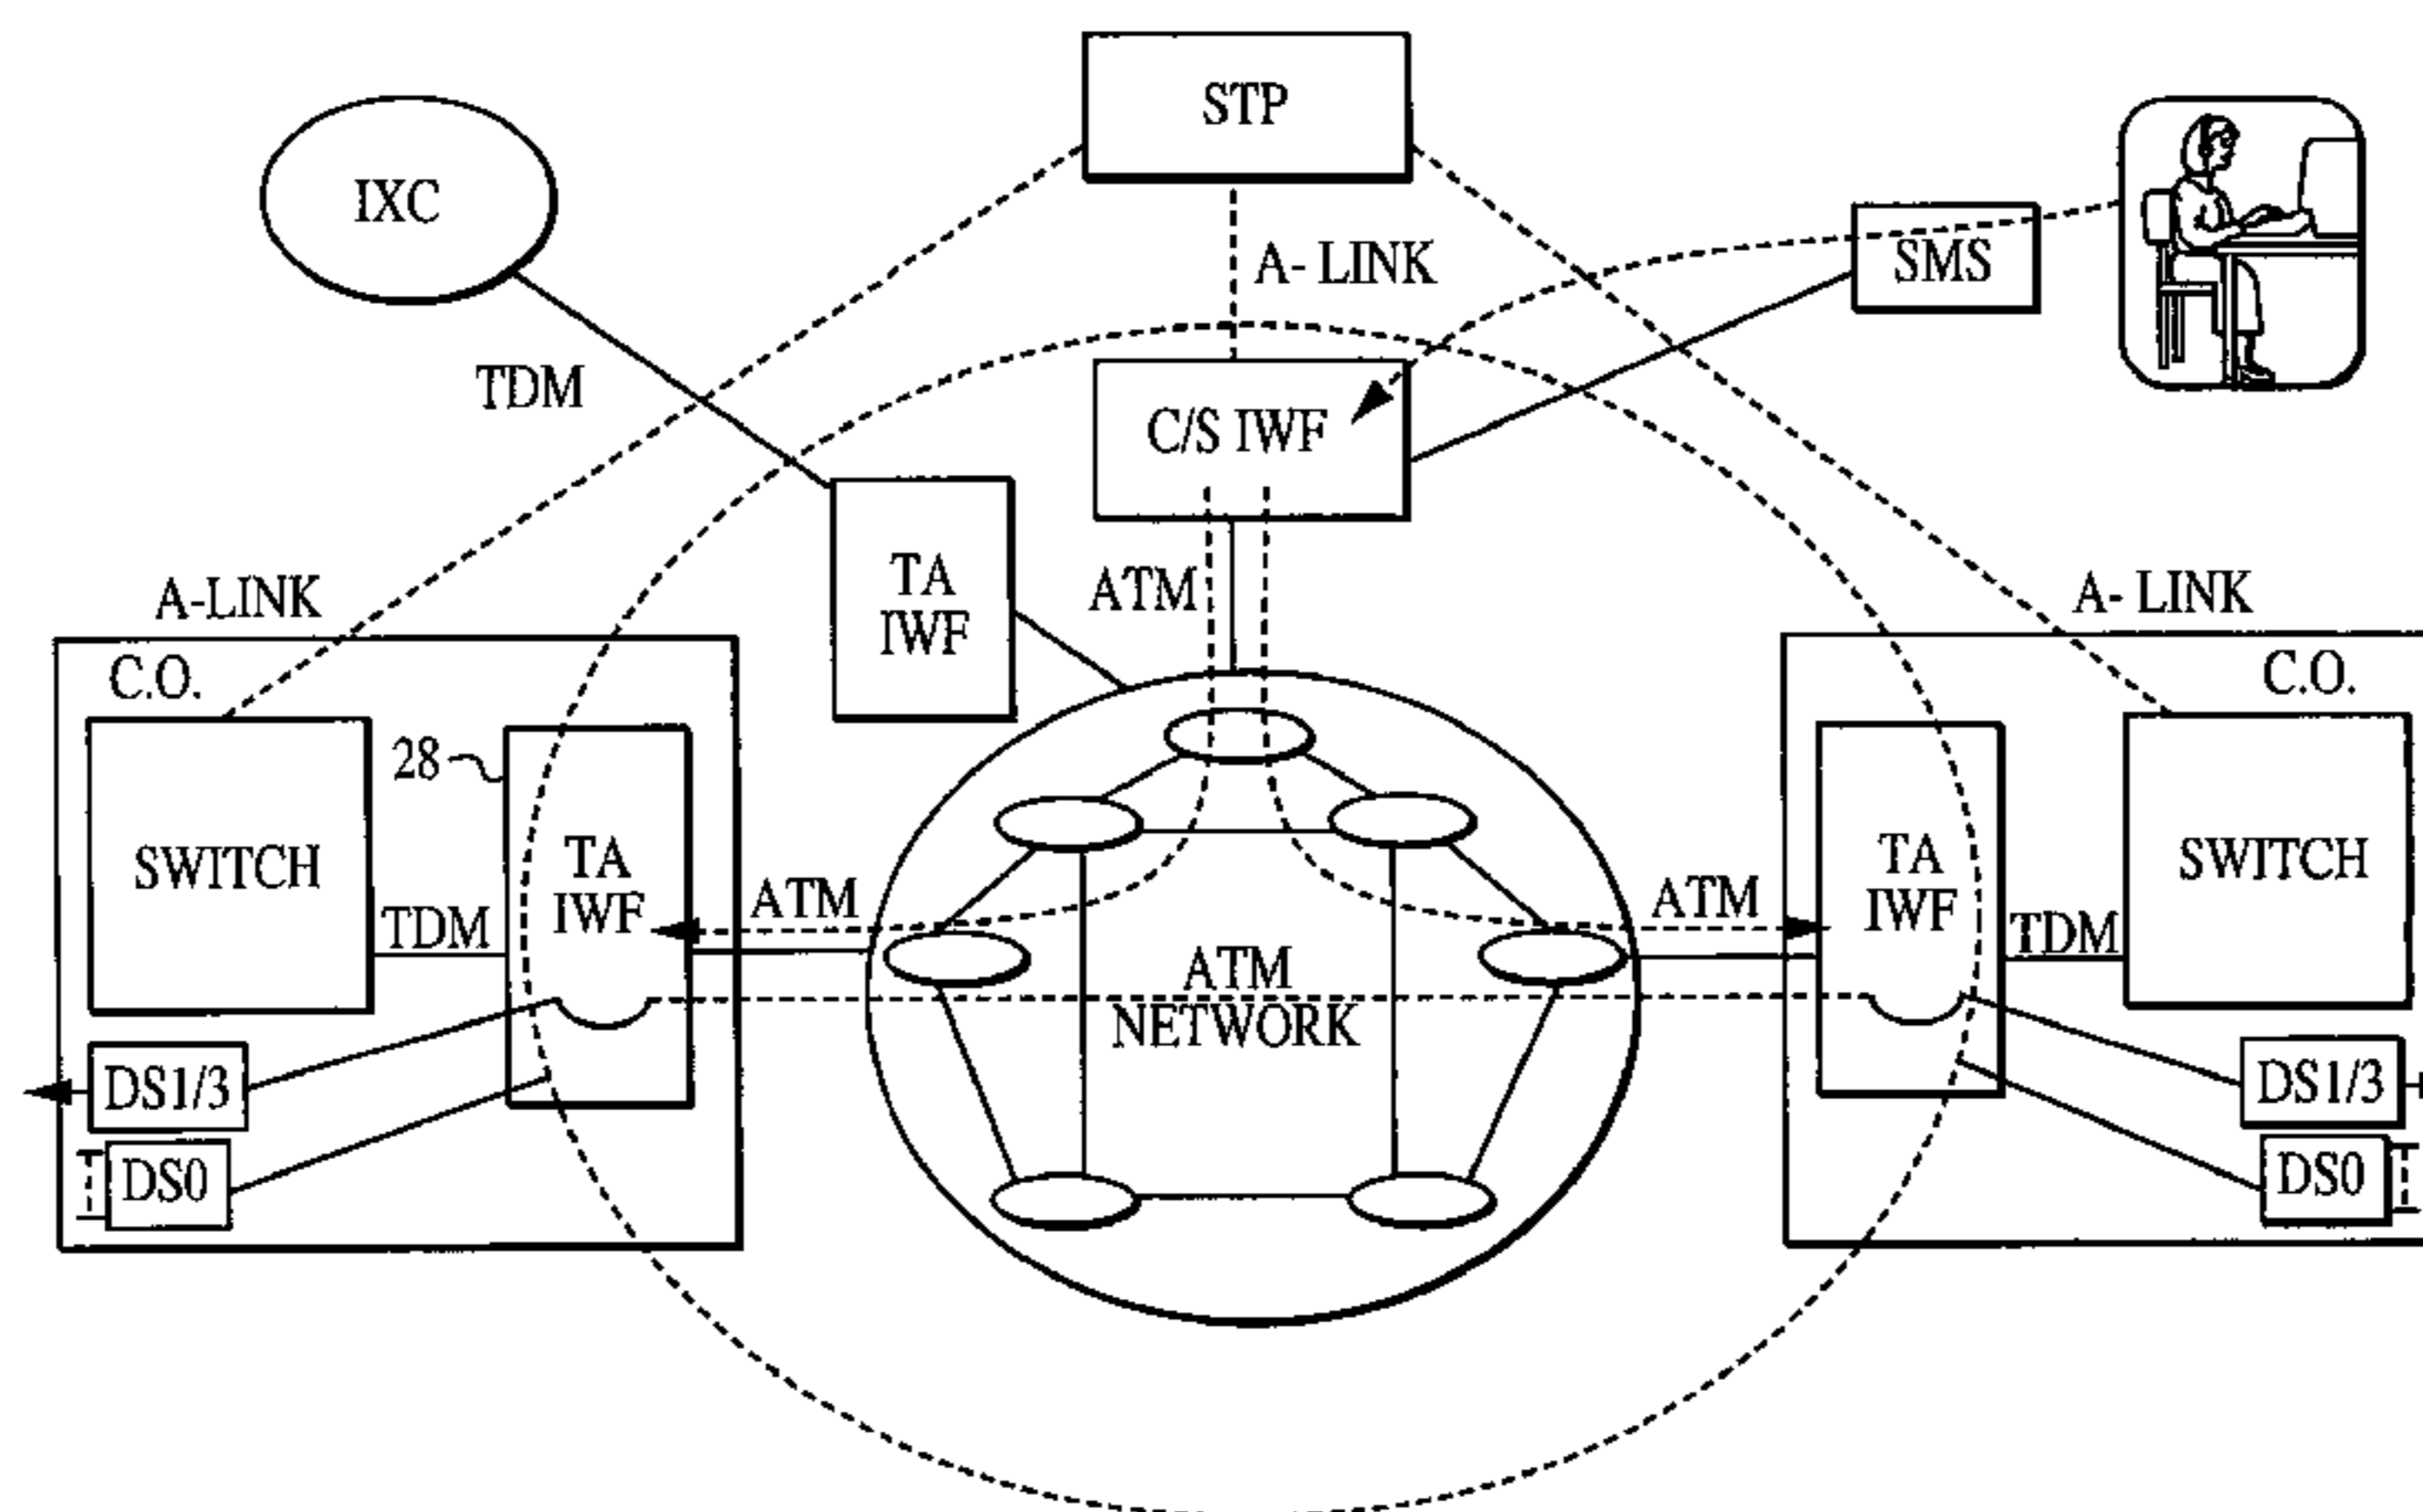 STP
IXC
A- LINK
SMS
TDM
C/S IWF
TA
IWF
ATM
A-LINK
A- LINK
C.O.
C.O.
28
SWITCH
TA
IWF
TDM
ATM
ATM
NETWORK
ATM
TA
IWF
TDM
SWITCH
DS1/3
DS0
DS1/3
DS0